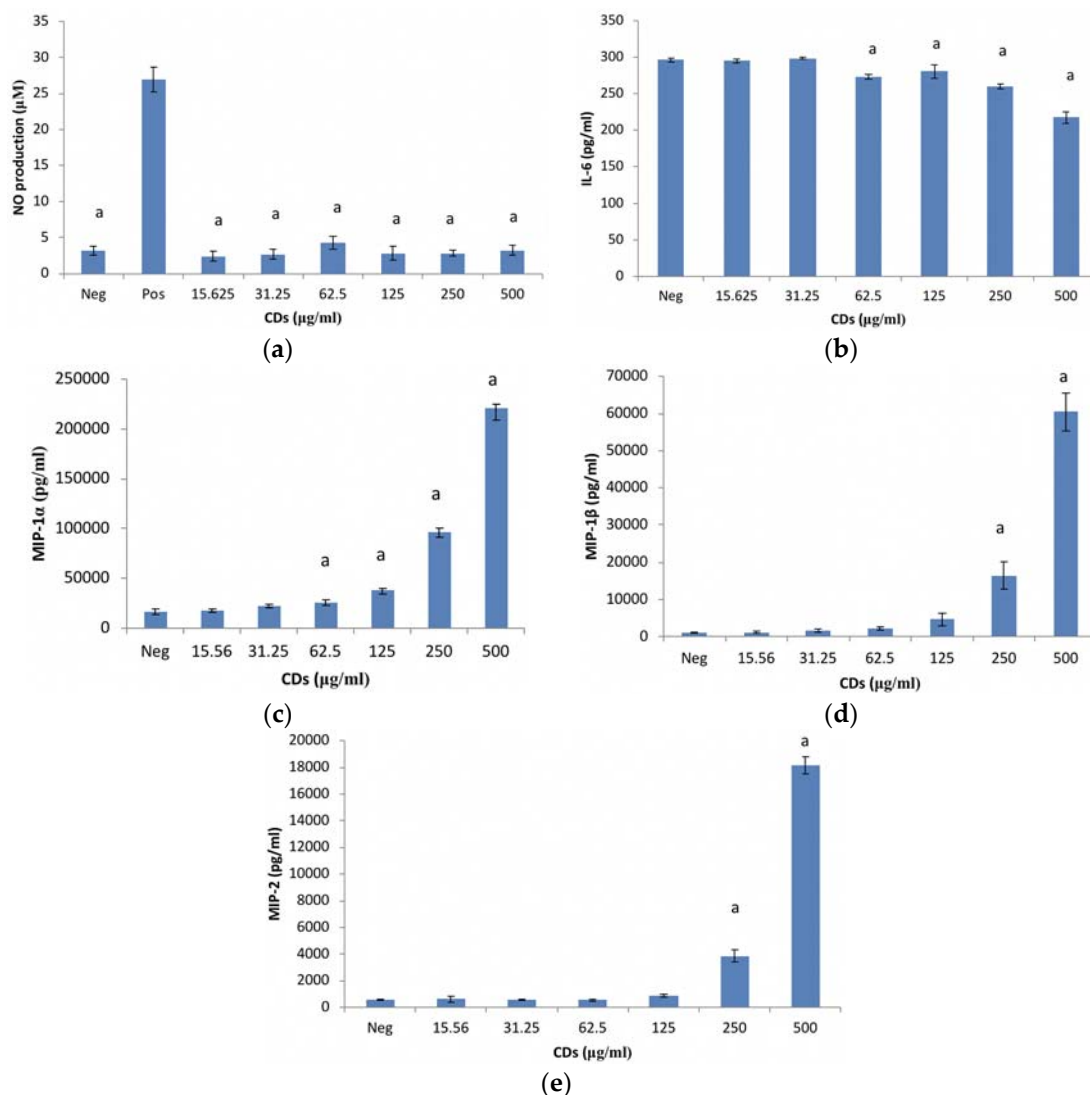 35
30
25
20
15
10
5
0
NO production (µM)
a
a
a
a
a
a
a
Neg
Pos
15.625
31.25
62.5
125
250
500
CDs (µg/ml)
(a)
350
300
250
200
150
100
50
0
IL-6 (pg/ml)
a
a
a
a
Neg
15.625
31.25
62.5
125
250
500
CDs (µg/ml)
(b)
250000
200000
150000
100000
50000
0
MIP-1α (pg/ml)
a
a
a
a
Neg
15.56
31.25
62.5
125
250
500
CDs (µg/ml)
(c)
70000
60000
50000
40000
30000
20000
10000
0
MIP-1β (pg/ml)
a
a
Neg
15.56
31.25
62.5
125
250
500
CDs (µg/ml)
(d)
20000
18000
16000
14000
12000
10000
8000
6000
4000
2000
0
MIP-2 (pg/ml)
a
a
Neg
15.56
31.25
62.5
125
250
500
CDs (µg/ml)
(e)